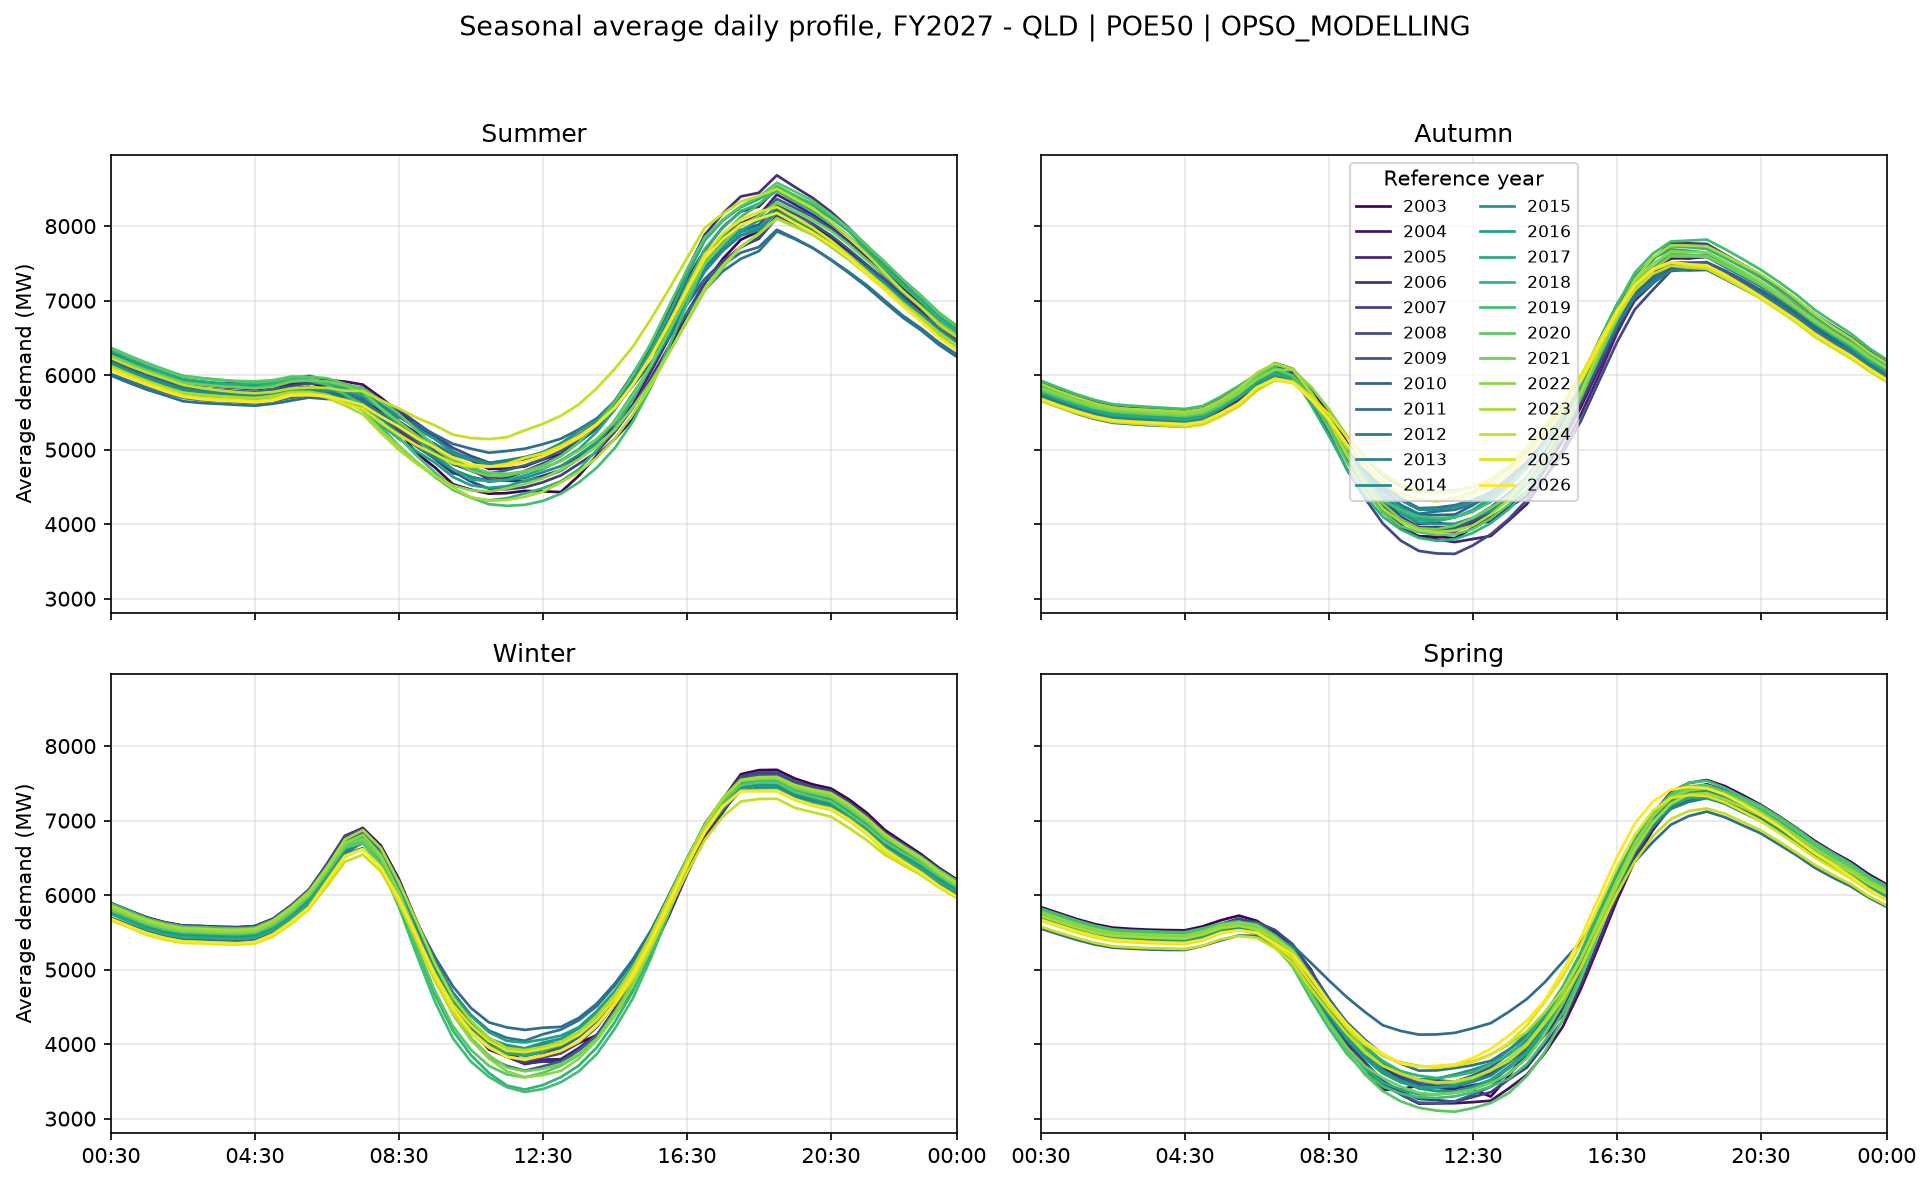 Seasonal average daily profile, FY2027 - QLD | POE50 | OPSO_MODELLING
Summer
Average demand (MW)
8000
7000
6000
5000
4000
3000
Autumn
Reference year
2003 2015
2004 2016
2005 2017
2006 2018
2007 2019
2008 2020
2009 2021
2010 2022
2011 2023
2012 2024
2013 2025
2014 2026
Winter
Average demand (MW)
8000
7000
6000
5000
4000
3000
00:30 04:30 08:30 12:30 16:30 20:30 00:00
Spring
00:30 04:30 08:30 12:30 16:30 20:30 00:00